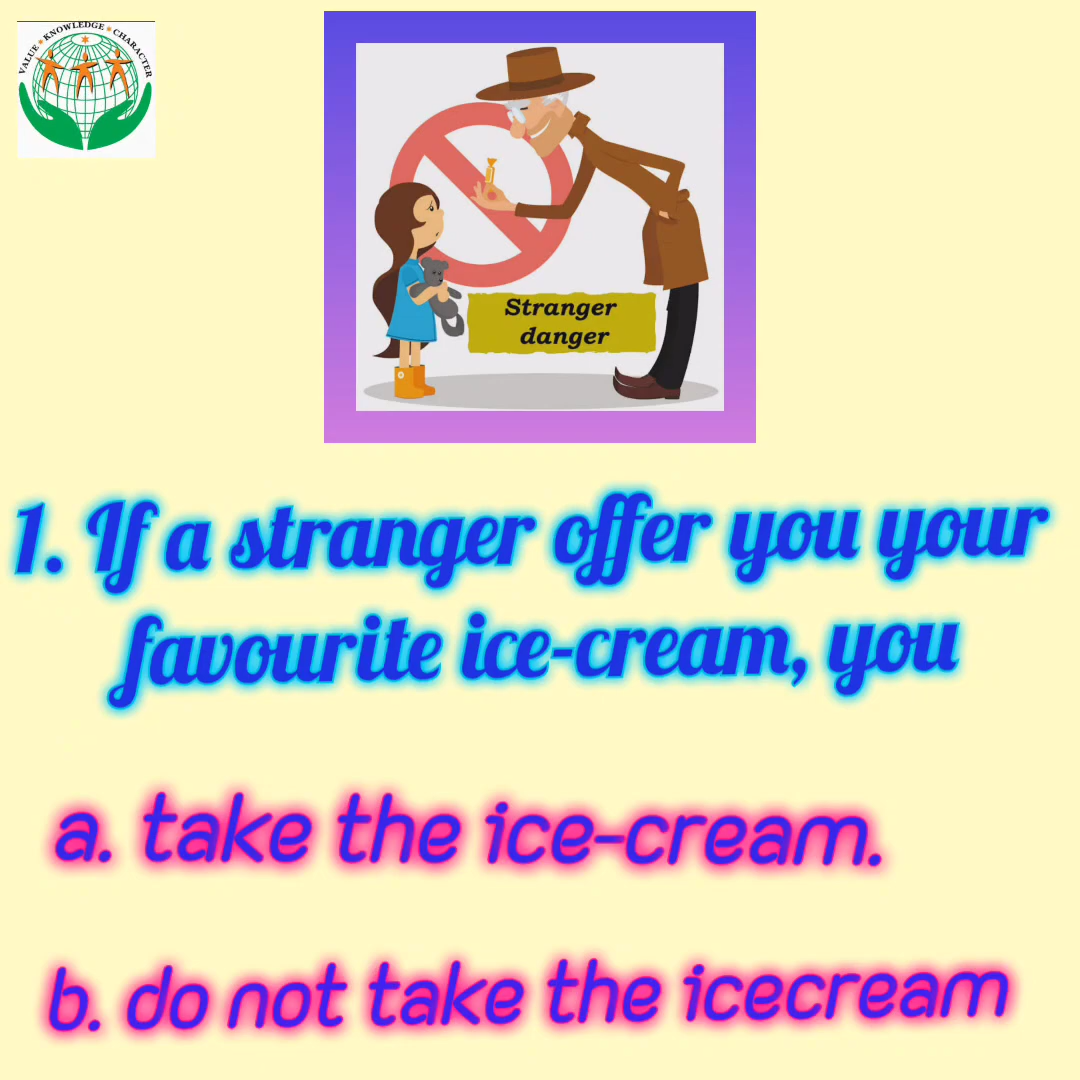 VALUE * KNOWLEDGE * CHARACTER
Stranger
danger
1. If a stranger offer you your
favourite ice-cream, you
a. take the ice-cream.
b. do not take the icecream